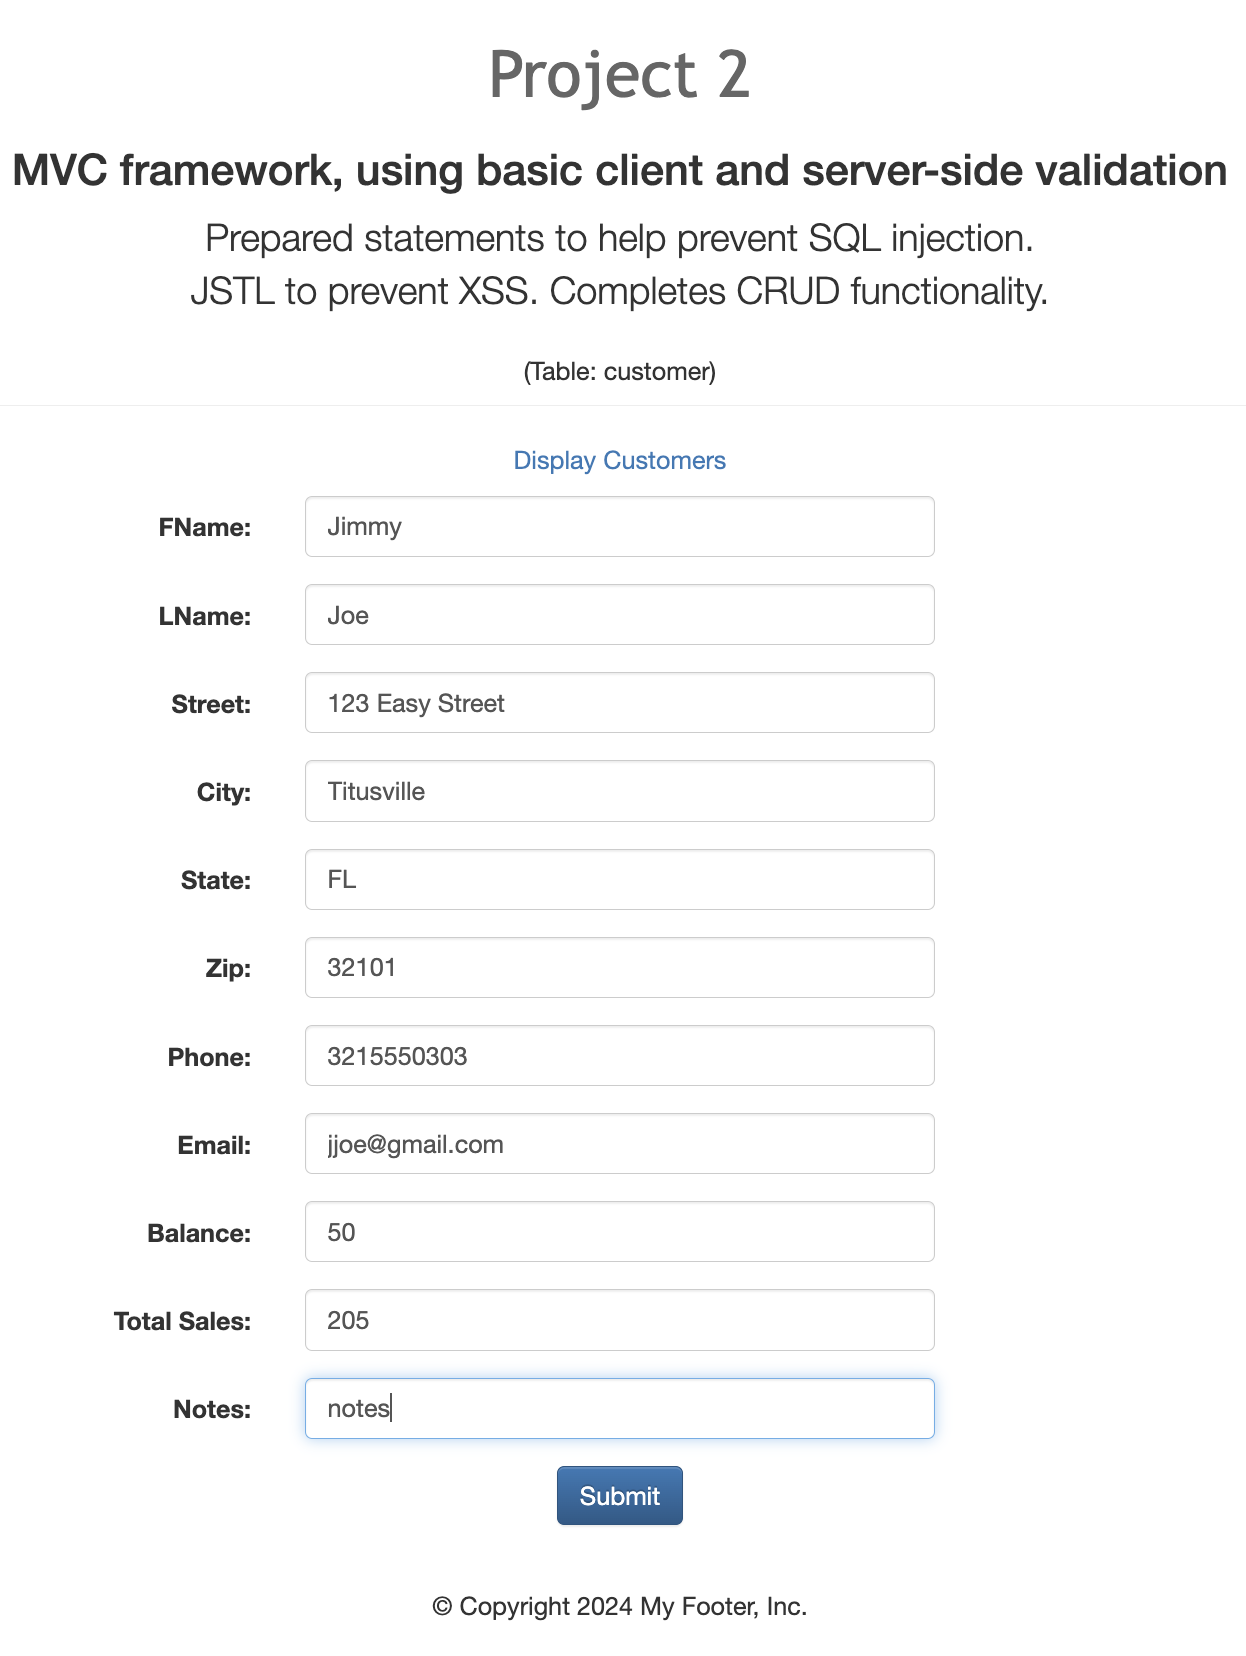 Project 2
MVC framework, using basic client and server-side validation
Prepared statements to help prevent SQL injection.
JSTL to prevent XSS. Completes CRUD functionality.
(Table: customer)
Display Customers
FName: Jimmy
LName: Joe
Street: 123 Easy Street
City: Titusville
State: FL
Zip: 32101
Phone: 3215550303
Email: jjoe@gmail.com
Balance: 50
Total Sales: 205
Notes: notes
Submit
© Copyright 2024 My Footer, Inc.